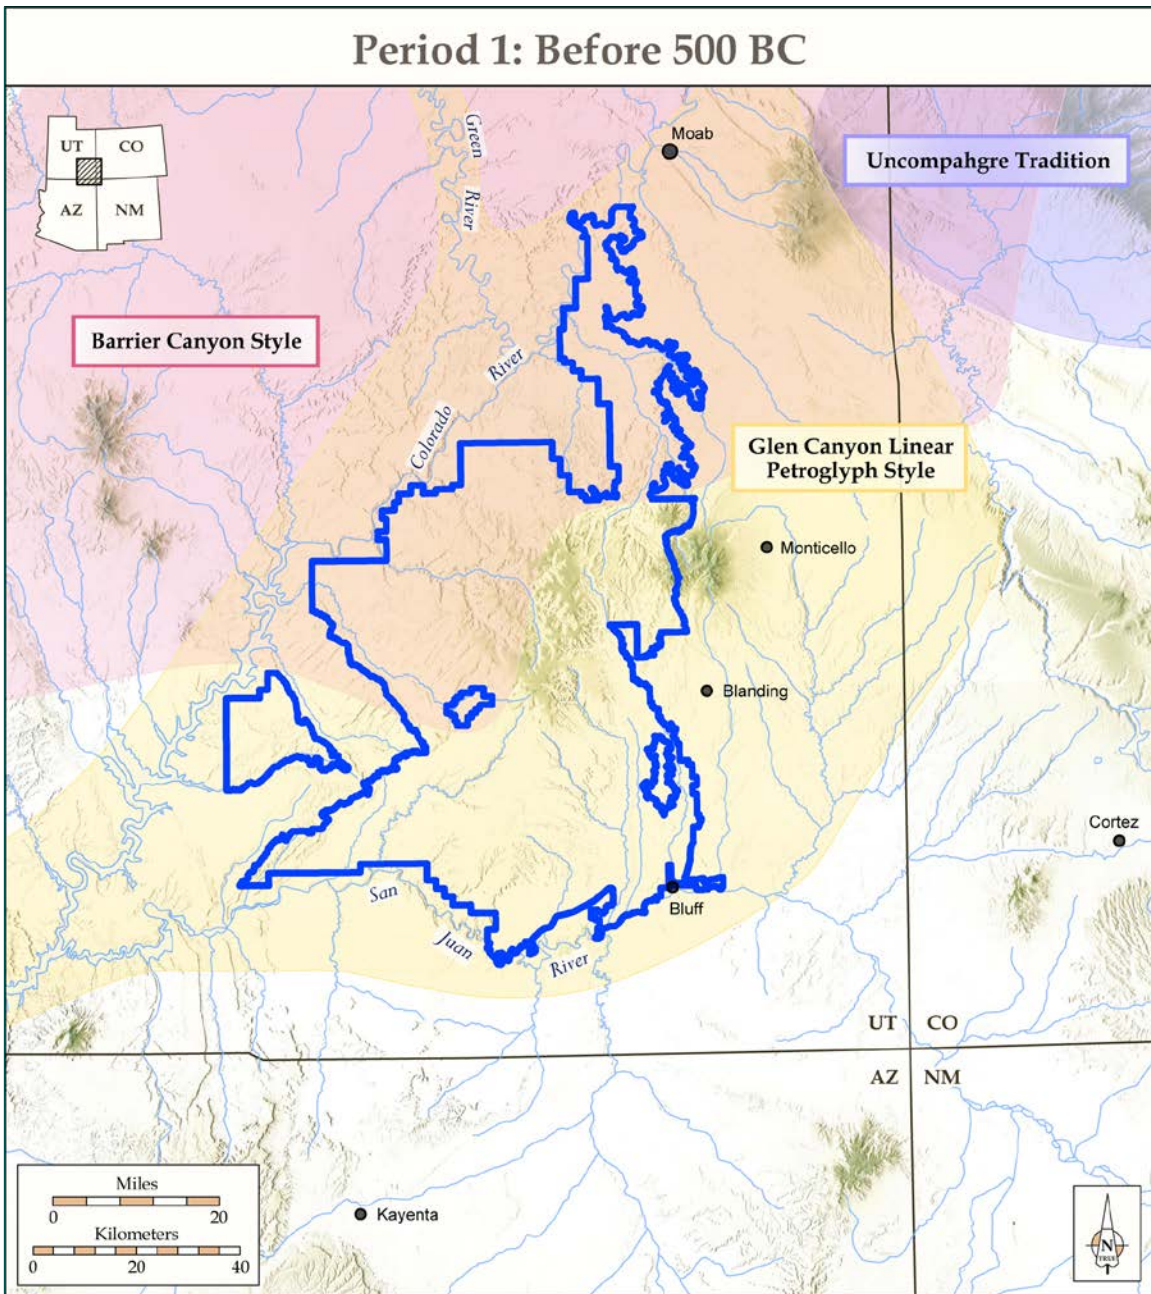 Period 1: Before 500 BC
UT
CO
AZ
NM
Green
River
Moab
Uncompahgre Tradition
Barrier Canyon Style
River
Colorado
Glen Canyon Linear
Petroglyph Style
Monticello
Blanding
Cortez
San
Juan
River
Bluff
UT
CO
AZ
NM
Miles
0
20
Kilometers
0
20
40
Kayenta
N